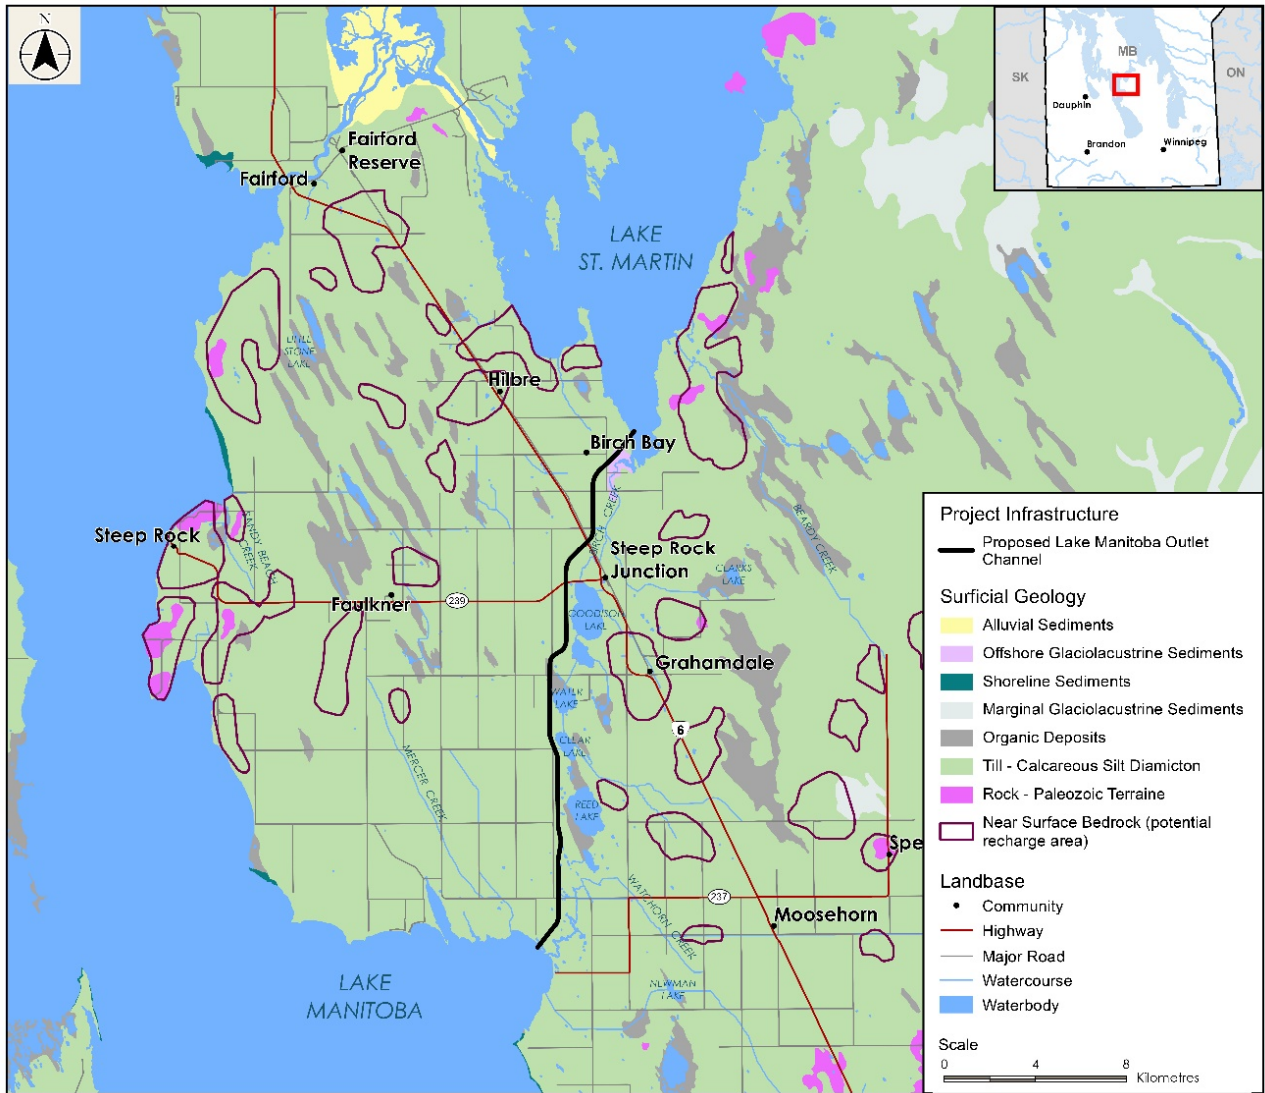 N
SK
MB
ON
Dauphin
Brandon
Winnipeg
Fairford
Reserve
Fairford
LAKE
ST. MARTIN
LITTLE
STONE
LAKE
Hilbre
Birch Bay
BIRCH CREEK
Steep Rock
SANDY BEACH
CREEK
Steep Rock
Junction
CLARKS
LAKE
BEARDY CREEK
Faulkner
239
GOODISON
LAKE
Grahamdale
WATER
LAKE
6
CLEAR
LAKE
MERCER CREEK
REED
LAKE
Spe
WATCHORN CREEK
237
Moosehorn
NEWMAN
LAKE
LAKE
MANITOBA
Project Infrastructure
Proposed Lake Manitoba Outlet
Channel
Surficial Geology
Alluvial Sediments
Offshore Glaciolacustrine Sediments
Shoreline Sediments
Marginal Glaciolacustrine Sediments
Organic Deposits
Till - Calcareous Silt Diamicton
Rock - Paleozoic Terraine
Near Surface Bedrock (potential
recharge area)
Landbase
Community
Highway
Major Road
Watercourse
Waterbody
Scale
0 4 8
Kilometres